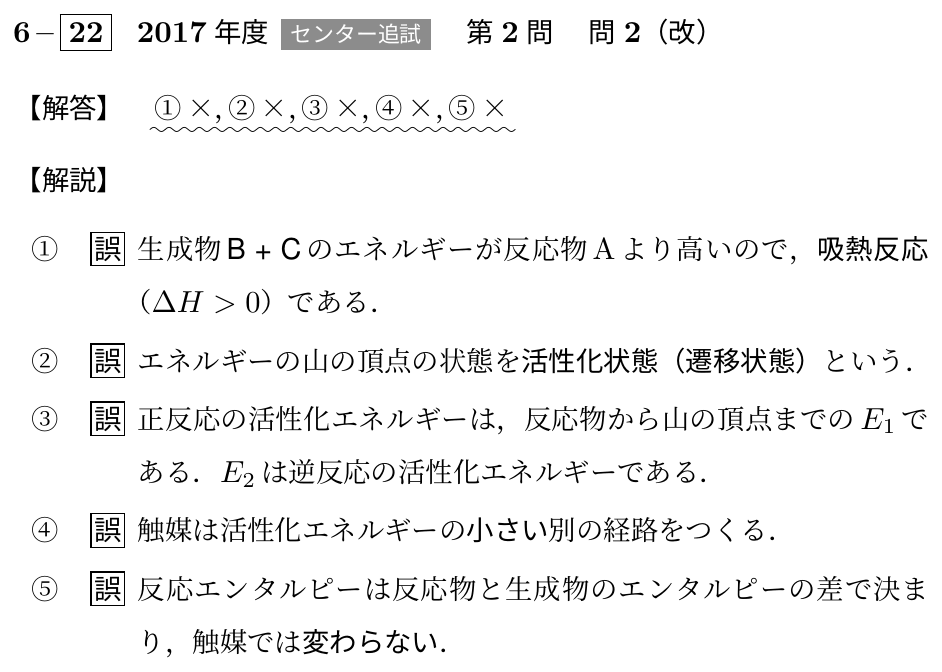 6－22 2017 年度 センター追試 第 2 問 問 2（改）
【解答】 ① ×, ② ×, ③ ×, ④ ×, ⑤ ×
【解説】
① 誤 生成物 B + C のエネルギーが反応物 A より高いので，吸熱反応
（ΔH > 0）である．
② 誤 エネルギーの山の頂点の状態を活性化状態（遷移状態）という．
③ 誤 正反応の活性化エネルギーは，反応物から山の頂点までの E₁ で
ある．E₂ は逆反応の活性化エネルギーである．
④ 誤 触媒は活性化エネルギーの小さい別の経路をつくる．
⑤ 誤 反応エンタルピーは反応物と生成物のエンタルピーの差で決ま
り，触媒では変わらない．